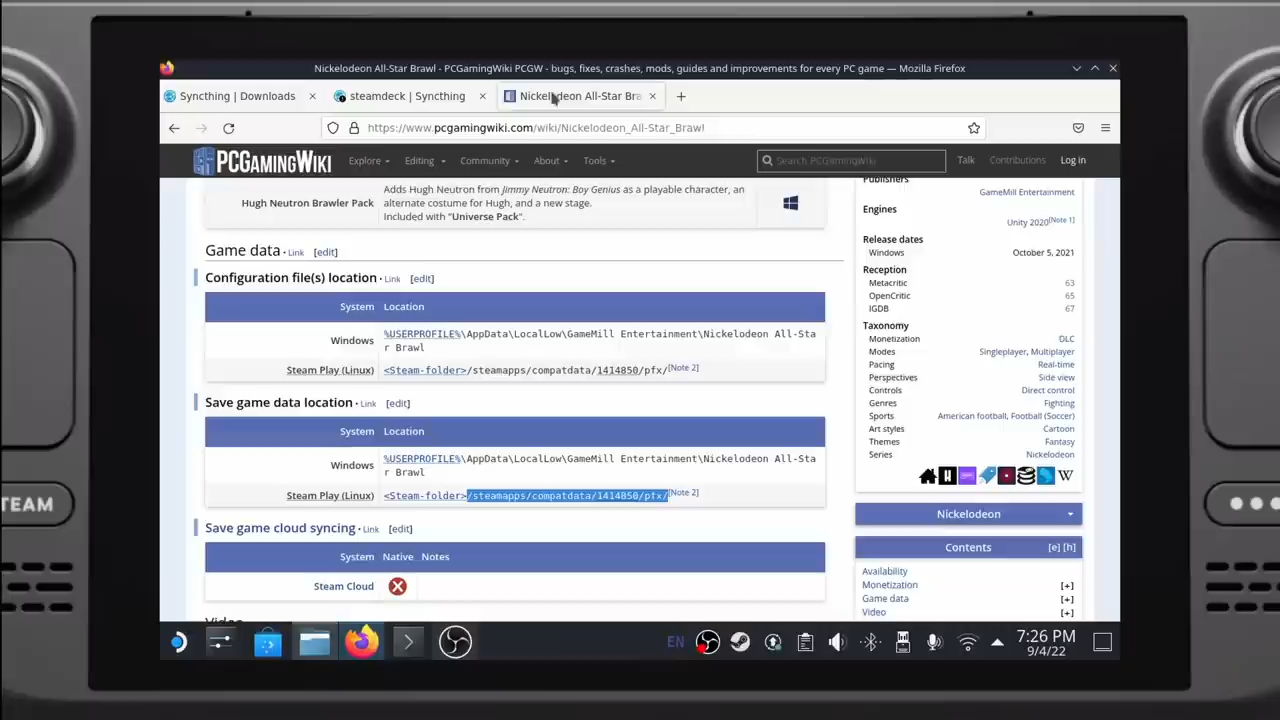 Nickelodeon All-Star Brawl - PCGamingWiki PCGW - bugs, fixes, crashes, mods, guides and improvements for every PC game — Mozilla Firefox
Syncthing | Downloads
steamdeck | Syncthing
Nickelodeon All-Star Bra
https://www.pcgamingwiki.com/wiki/Nickelodeon_All-Star_Brawl
PCGamingWiki
Explore
Editing
Community
About
Tools
Search PCGamingWiki
Talk
Contributions
Log in
Hugh Neutron Brawler Pack
Adds Hugh Neutron from Jimmy Neutron: Boy Genius as a playable character, an
alternate costume for Hugh, and a new stage.
Included with "Universe Pack".
Game data · Link [edit]
Configuration file(s) location · Link [edit]
System Location
Windows
%USERPROFILE%\AppData\LocalLow\GameMill Entertainment\Nickelodeon All-Sta
r Brawl
Steam Play (Linux) <Steam-folder>/steamapps/compatdata/1414850/pfx/[Note 2]
Save game data location · Link [edit]
System Location
Windows
%USERPROFILE%\AppData\LocalLow\GameMill Entertainment\Nickelodeon All-Sta
r Brawl
Steam Play (Linux) <Steam-folder>/steamapps/compatdata/1414850/pfx/[Note 2]
Save game cloud syncing · Link [edit]
System Native Notes
Steam Cloud
Video
Publishers
GameMill Entertainment
Engines
Unity 2020[Note 1]
Release dates
Windows October 5, 2021
Reception
Metacritic 63
OpenCritic 65
IGDB 67
Taxonomy
Monetization DLC
Modes Singleplayer, Multiplayer
Pacing Real-time
Perspectives Side view
Controls Direct control
Genres Fighting
Sports American football, Football (Soccer)
Art styles Cartoon
Themes Fantasy
Series Nickelodeon
H
W
Nickelodeon
Contents [e] [h]
Availability
Monetization [+]
Game data [+]
Video [+]
EN
7:26 PM
9/4/22
TEAM